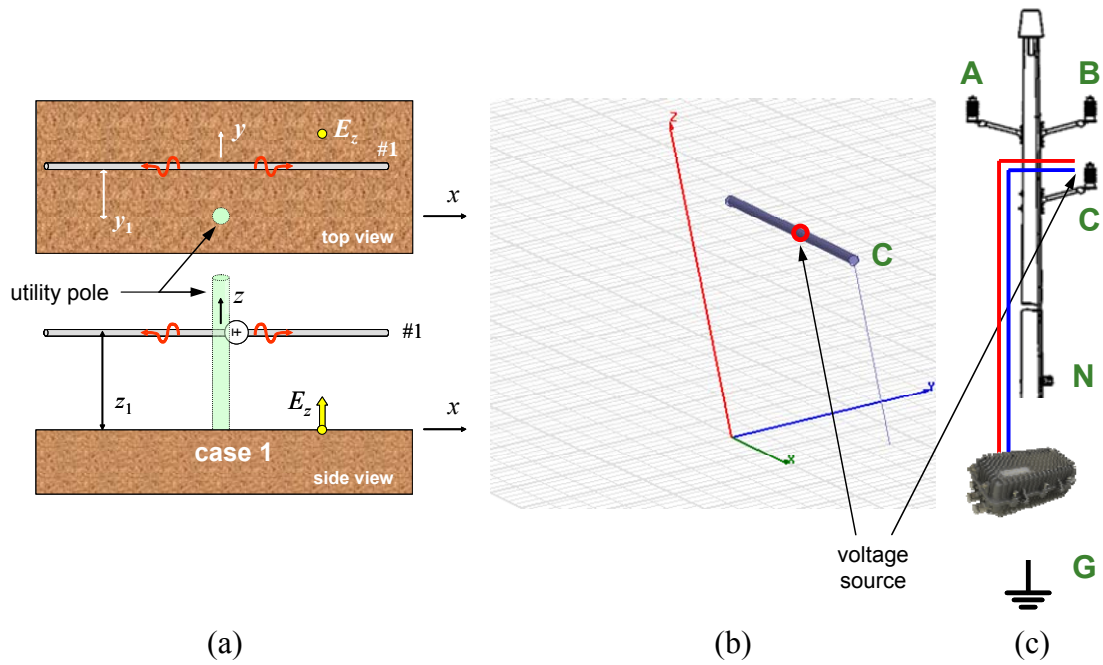 y
E_z
#1
y_1
x
top view
utility pole
z
#1
z_1
E_z
x
case 1
side view
(a)
Z
Y
X
C
voltage
source
(b)
A
B
C
N
G
(c)